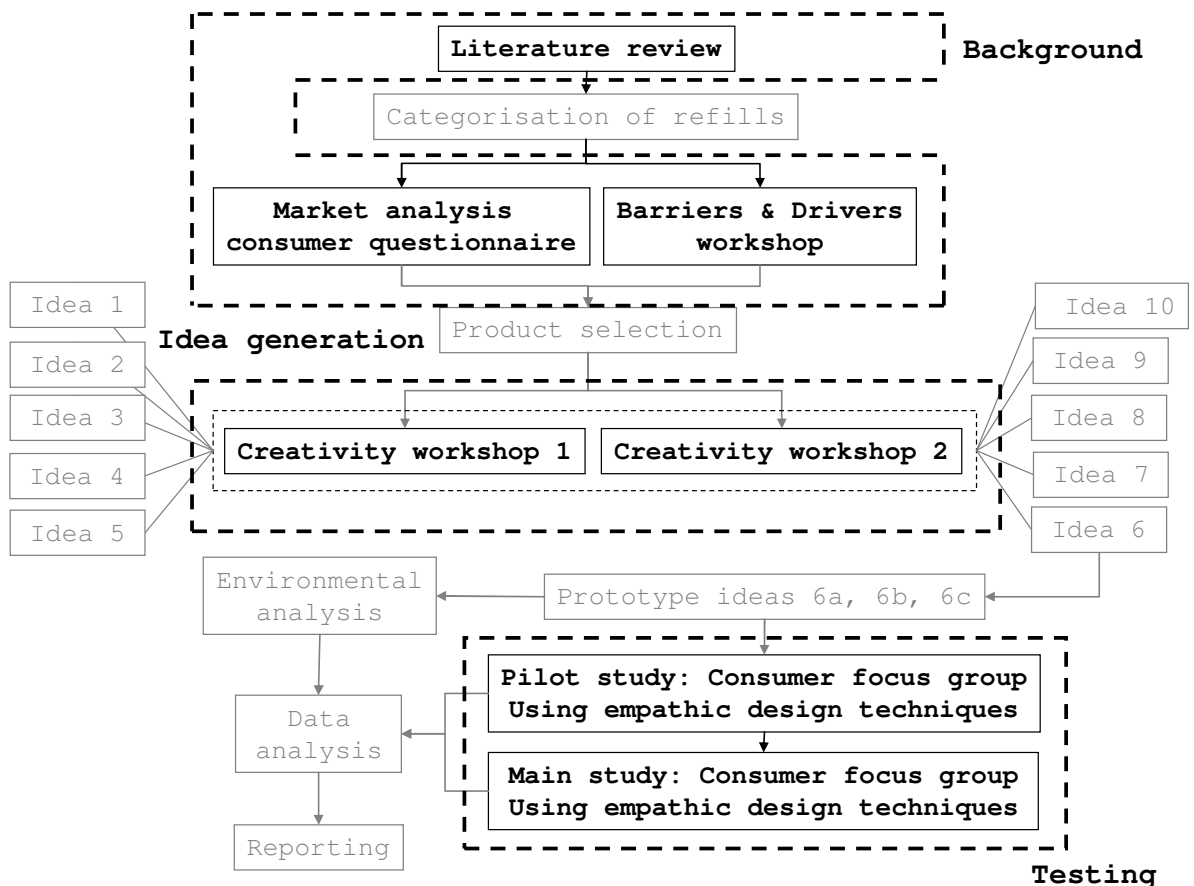 Literature review
Background
Categorisation of refills
Market analysis
consumer questionnaire
Barriers & Drivers
workshop
Idea 1
Idea 2
Idea 3
Idea 4
Idea 5
Idea generation
Product selection
Idea 10
Idea 9
Idea 8
Idea 7
Idea 6
Creativity workshop 1
Creativity workshop 2
Environmental
analysis
Prototype ideas 6a, 6b, 6c
Pilot study: Consumer focus group
Using empathic design techniques
Data
analysis
Main study: Consumer focus group
Using empathic design techniques
Reporting
Testing